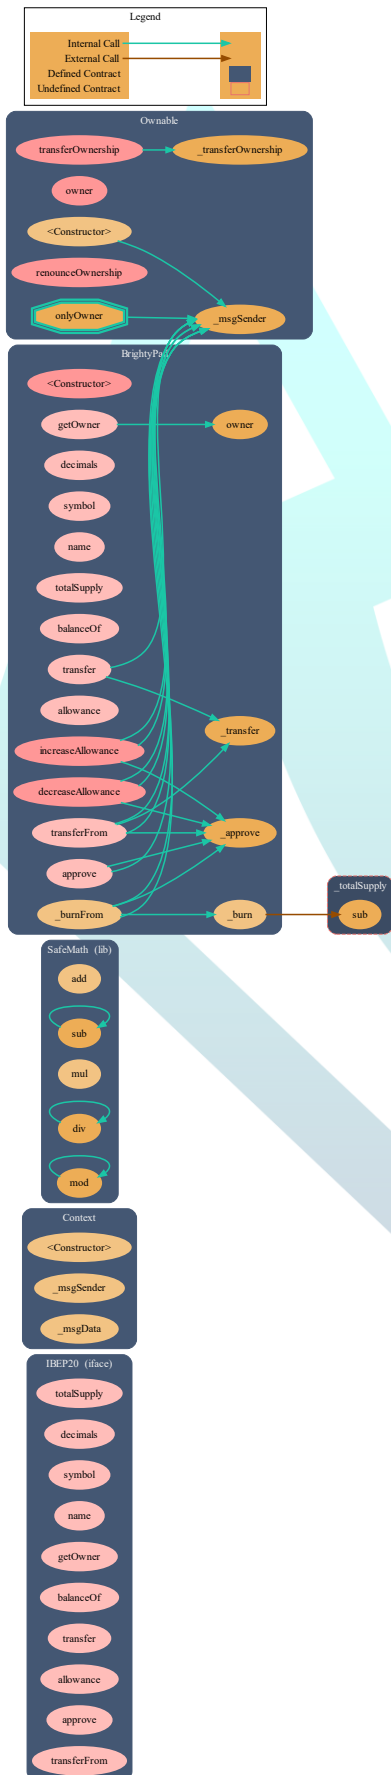 Legend
Internal Call
External Call
Defined Contract
Undefined Contract
Ownable
transferOwnership
_transferOwnership
owner
<Constructor>
renounceOwnership
onlyOwner
_msgSender
<Constructor>
getOwner
owner
decimals
symbol
name
totalSupply
balanceOf
transfer
_transfer
allowance
increaseAllowance
decreaseAllowance
transferFrom
_approve
approve
_totalSupply
_burnFrom
_burn
sub
SafeMath (lib)
add
sub
mul
div
mod
Context
<Constructor>
_msgSender
_msgData
IBEP20 (iface)
totalSupply
decimals
symbol
name
getOwner
balanceOf
transfer
allowance
approve
transferFrom